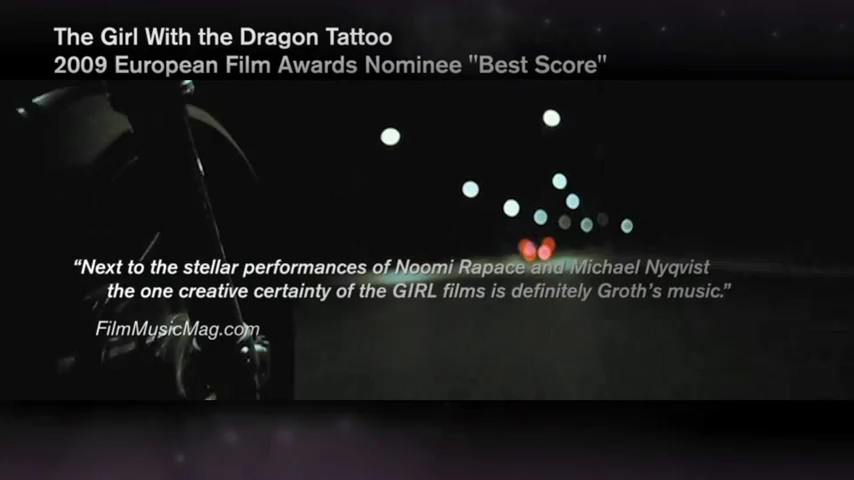 The Girl With the Dragon Tattoo
2009 European Film Awards Nominee "Best Score"
“Next to the stellar performances of Noomi Rapace and Michael Nyqvist
the one creative certainty of the GIRL films is definitely Groth’s music.”
FilmMusicMag.com